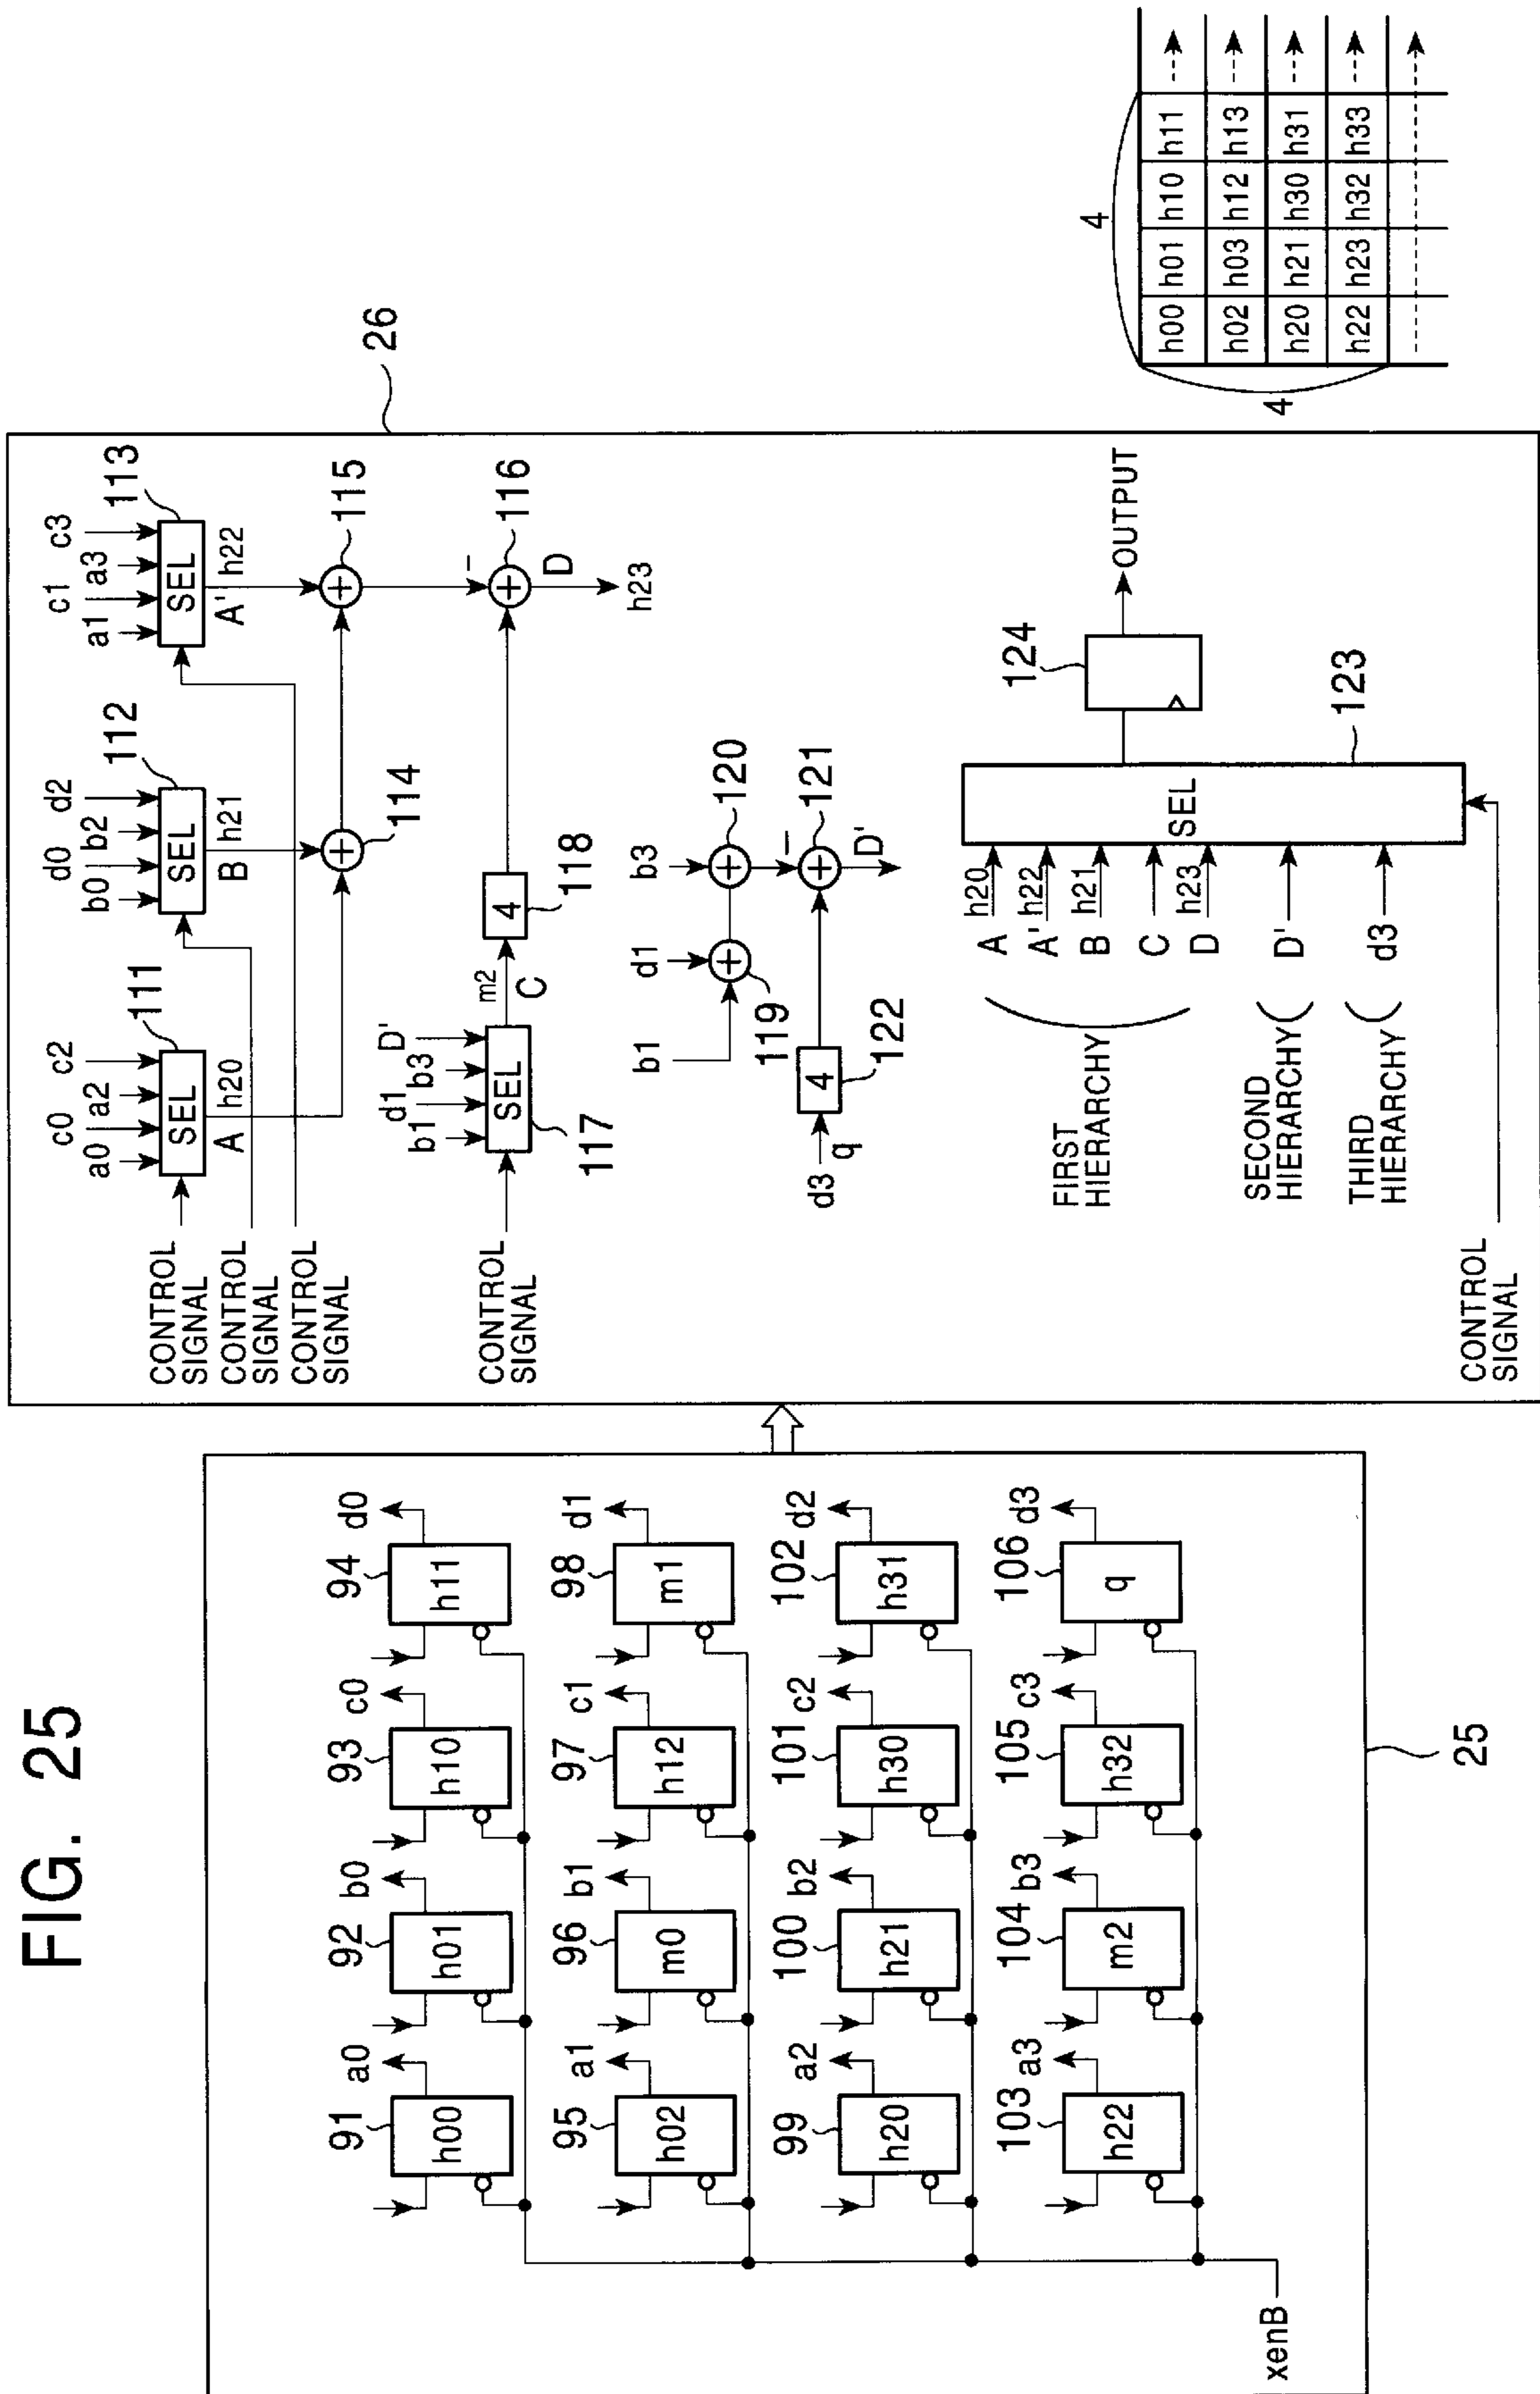 FIG. 25
91 92 93 94
a0 b0 c0 d0
h00 h01 h10 h11
95 96 97 98
a1 b1 c1 d1
h02 m0 h12 m1
99 100 101 102
a2 b2 c2 d2
h20 h21 h30 h31
103 104 105 106
a3 b3 c3 d3
h22 m2 h32 q
xenB
25
26
a0 c0 a2 c2
111
SEL
A h20
b0 d0 b2 d2
112
SEL
B h21
a1 c1 a3 c3
113
SEL
A' h22
CONTROL
SIGNAL
CONTROL
SIGNAL
CONTROL
SIGNAL
+
114
+
115
b1 d1 b3 D'
SEL
117
CONTROL
SIGNAL
m2
C
4
118
−
+
116
D
h23
b1
d1
+
119
b3
+
120
d3
q
4
122
−
+
121
D'
FIRST
HIERARCHY
A h20
A' h22
B h21
C
D h23
SECOND
HIERARCHY
D'
THIRD
HIERARCHY
d3
SEL
123
CONTROL
SIGNAL
124
OUTPUT
4
4
h00 h01 h10 h11
h02 h03 h12 h13
h20 h21 h30 h31
h22 h23 h32 h33